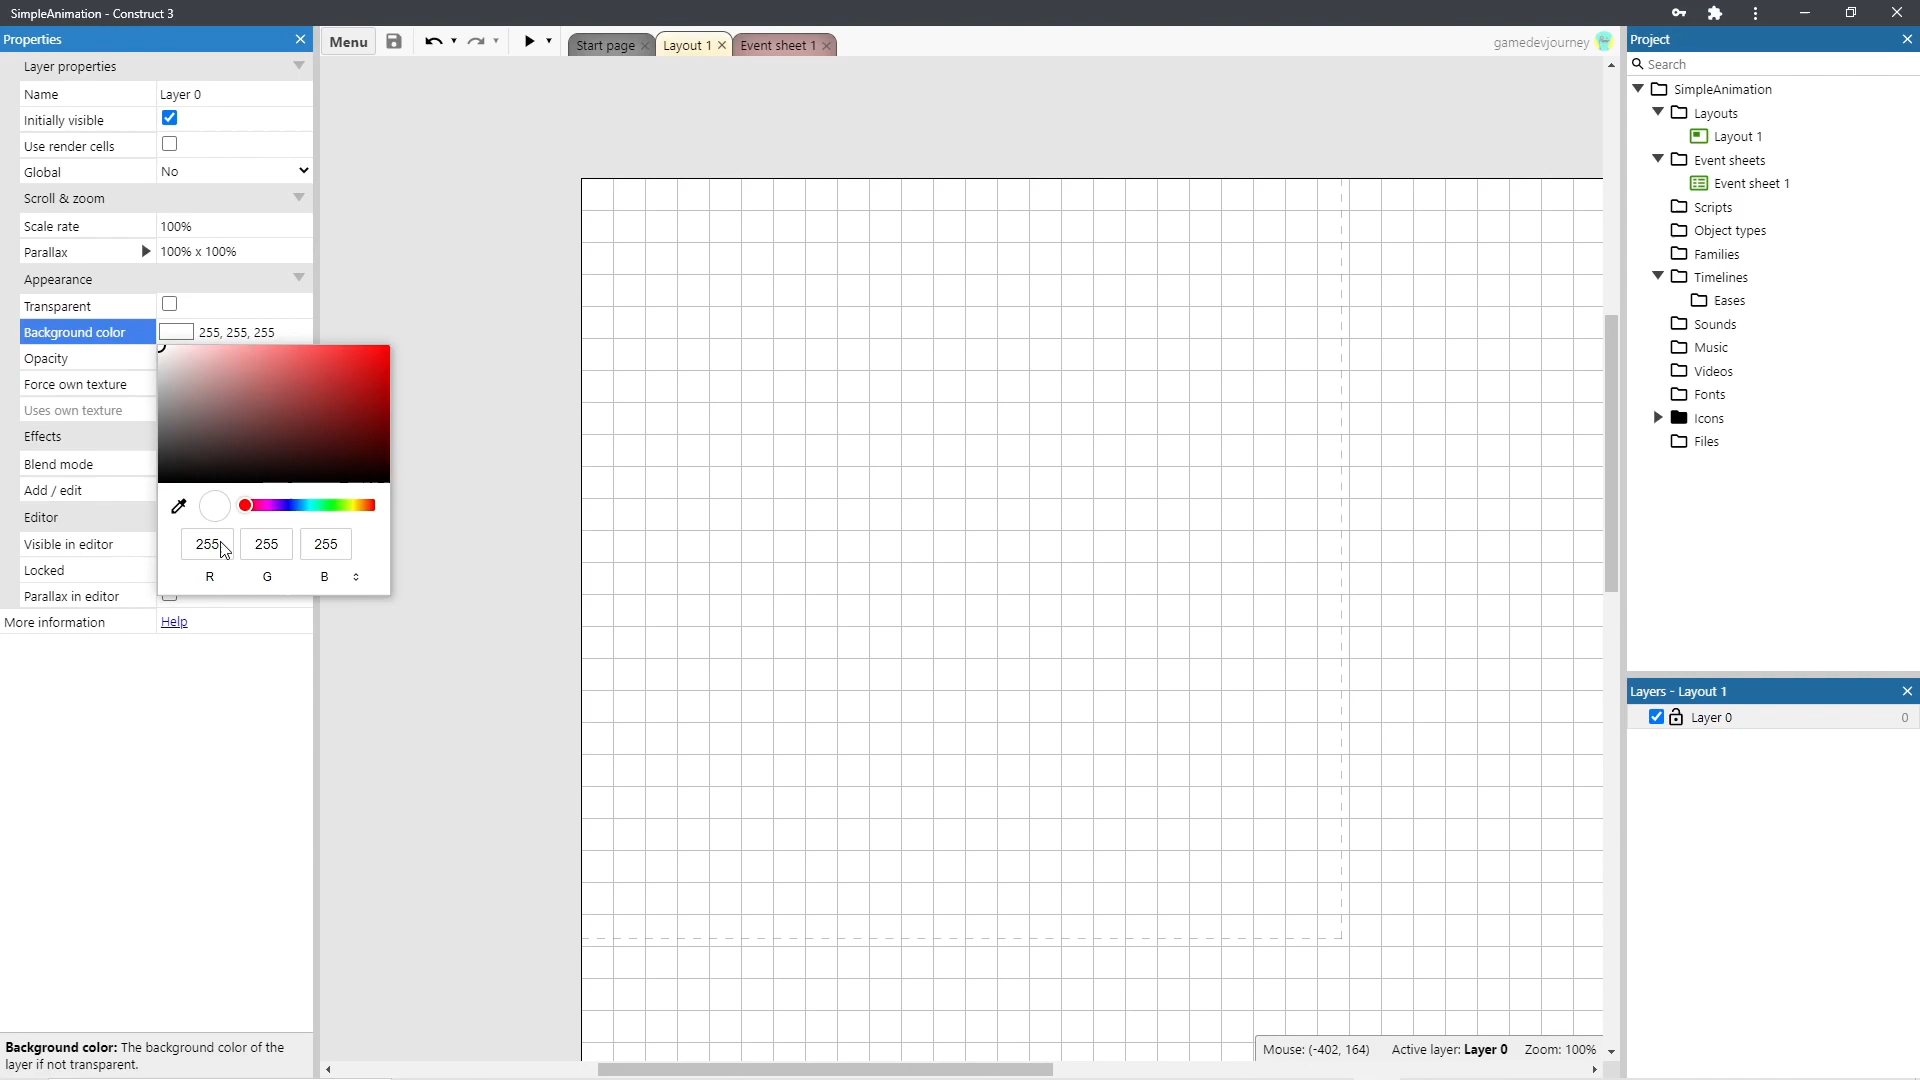 SimpleAnimation - Construct 3
Properties
Layer properties
Name Layer 0
Initially visible
Use render cells
Global No
Scroll & zoom
Scale rate 100%
Parallax 100% x 100%
Appearance
Transparent
Background color 255, 255, 255
Opacity
Force own texture
Uses own texture
Effects
Blend mode
Add / edit
Editor
Visible in editor
Locked
Parallax in editor
More information Help
255 255 255
R G B
Background color: The background color of the
layer if not transparent.
Menu
Start page Layout 1 Event sheet 1
gamedevjourney
Mouse: (-402, 164) Active layer: Layer 0 Zoom: 100%
Project
Search
SimpleAnimation
Layouts
Layout 1
Event sheets
Event sheet 1
Scripts
Object types
Families
Timelines
Eases
Sounds
Music
Videos
Fonts
Icons
Files
Layers - Layout 1
Layer 0 0